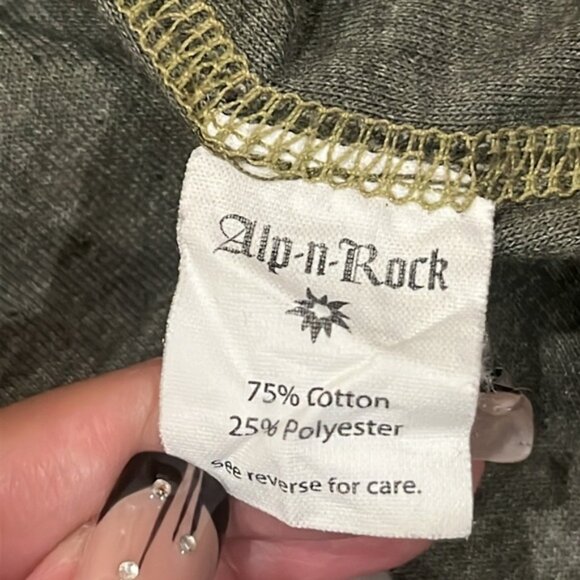 Alp-n-Rock
75% Cotton
25% Polyester
see reverse for care.